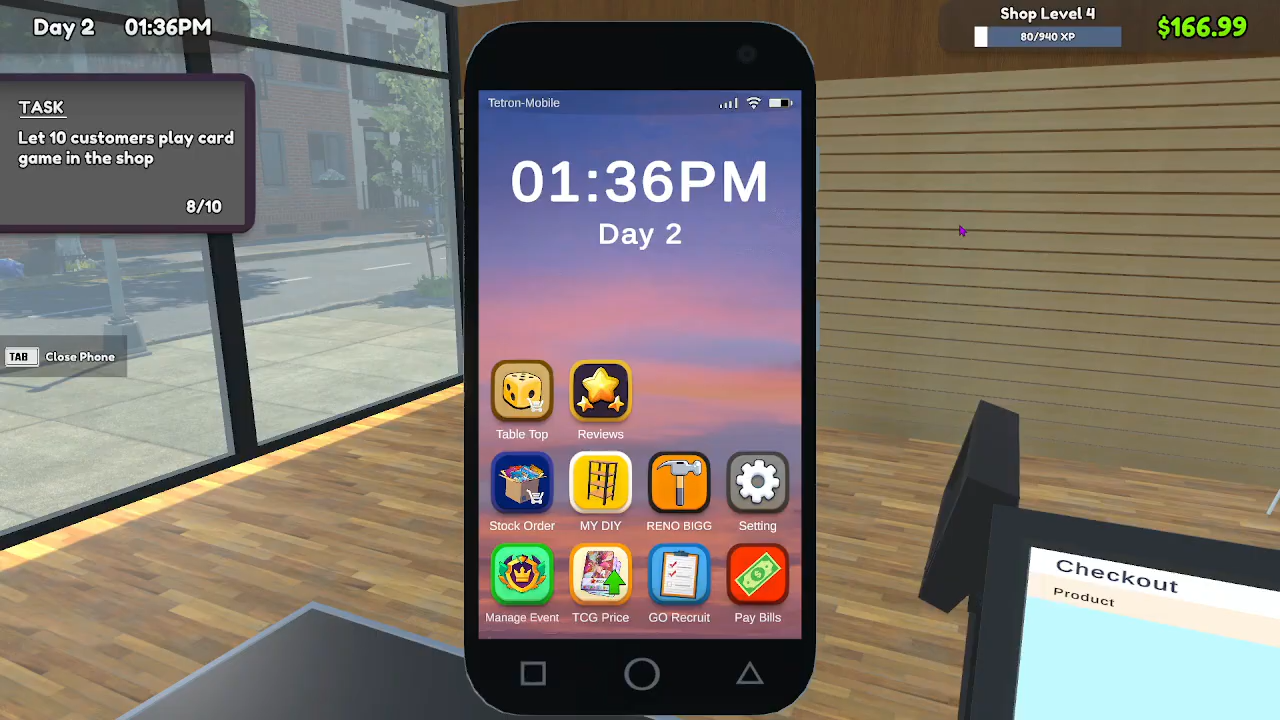 Day 2 01:36PM
Shop Level 4
80/940 XP
$166.99
TASK
Let 10 customers play card
game in the shop
8/10
TAB Close Phone
Tetron-Mobile
01:36PM
Day 2
Table Top Reviews
Stock Order MY DIY RENO BIGG Setting
Manage Event TCG Price GO Recruit Pay Bills
Checkout
Product